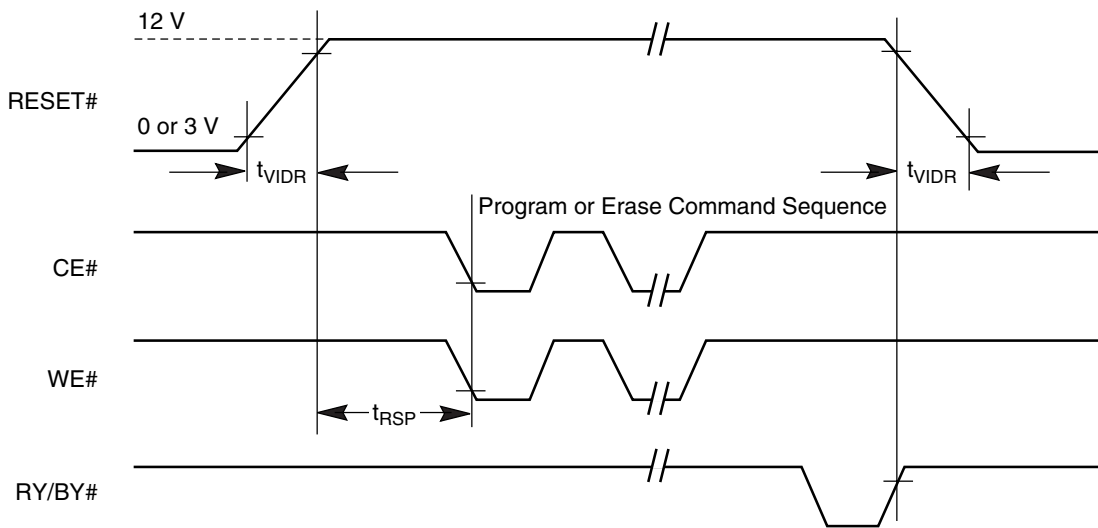 12 V
RESET#
0 or 3 V
tVIDR
tVIDR
Program or Erase Command Sequence
CE#
WE#
tRSP
RY/BY#